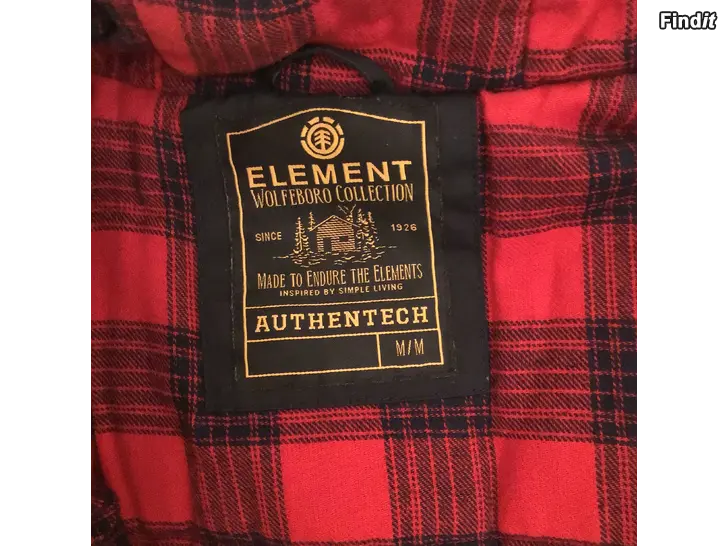 Findit
ELEMENT
WOLFEBORO COLLECTION
SINCE 1926
MADE TO ENDURE THE ELEMENTS
INSPIRED BY SIMPLE LIVING
AUTHENTECH
M/M